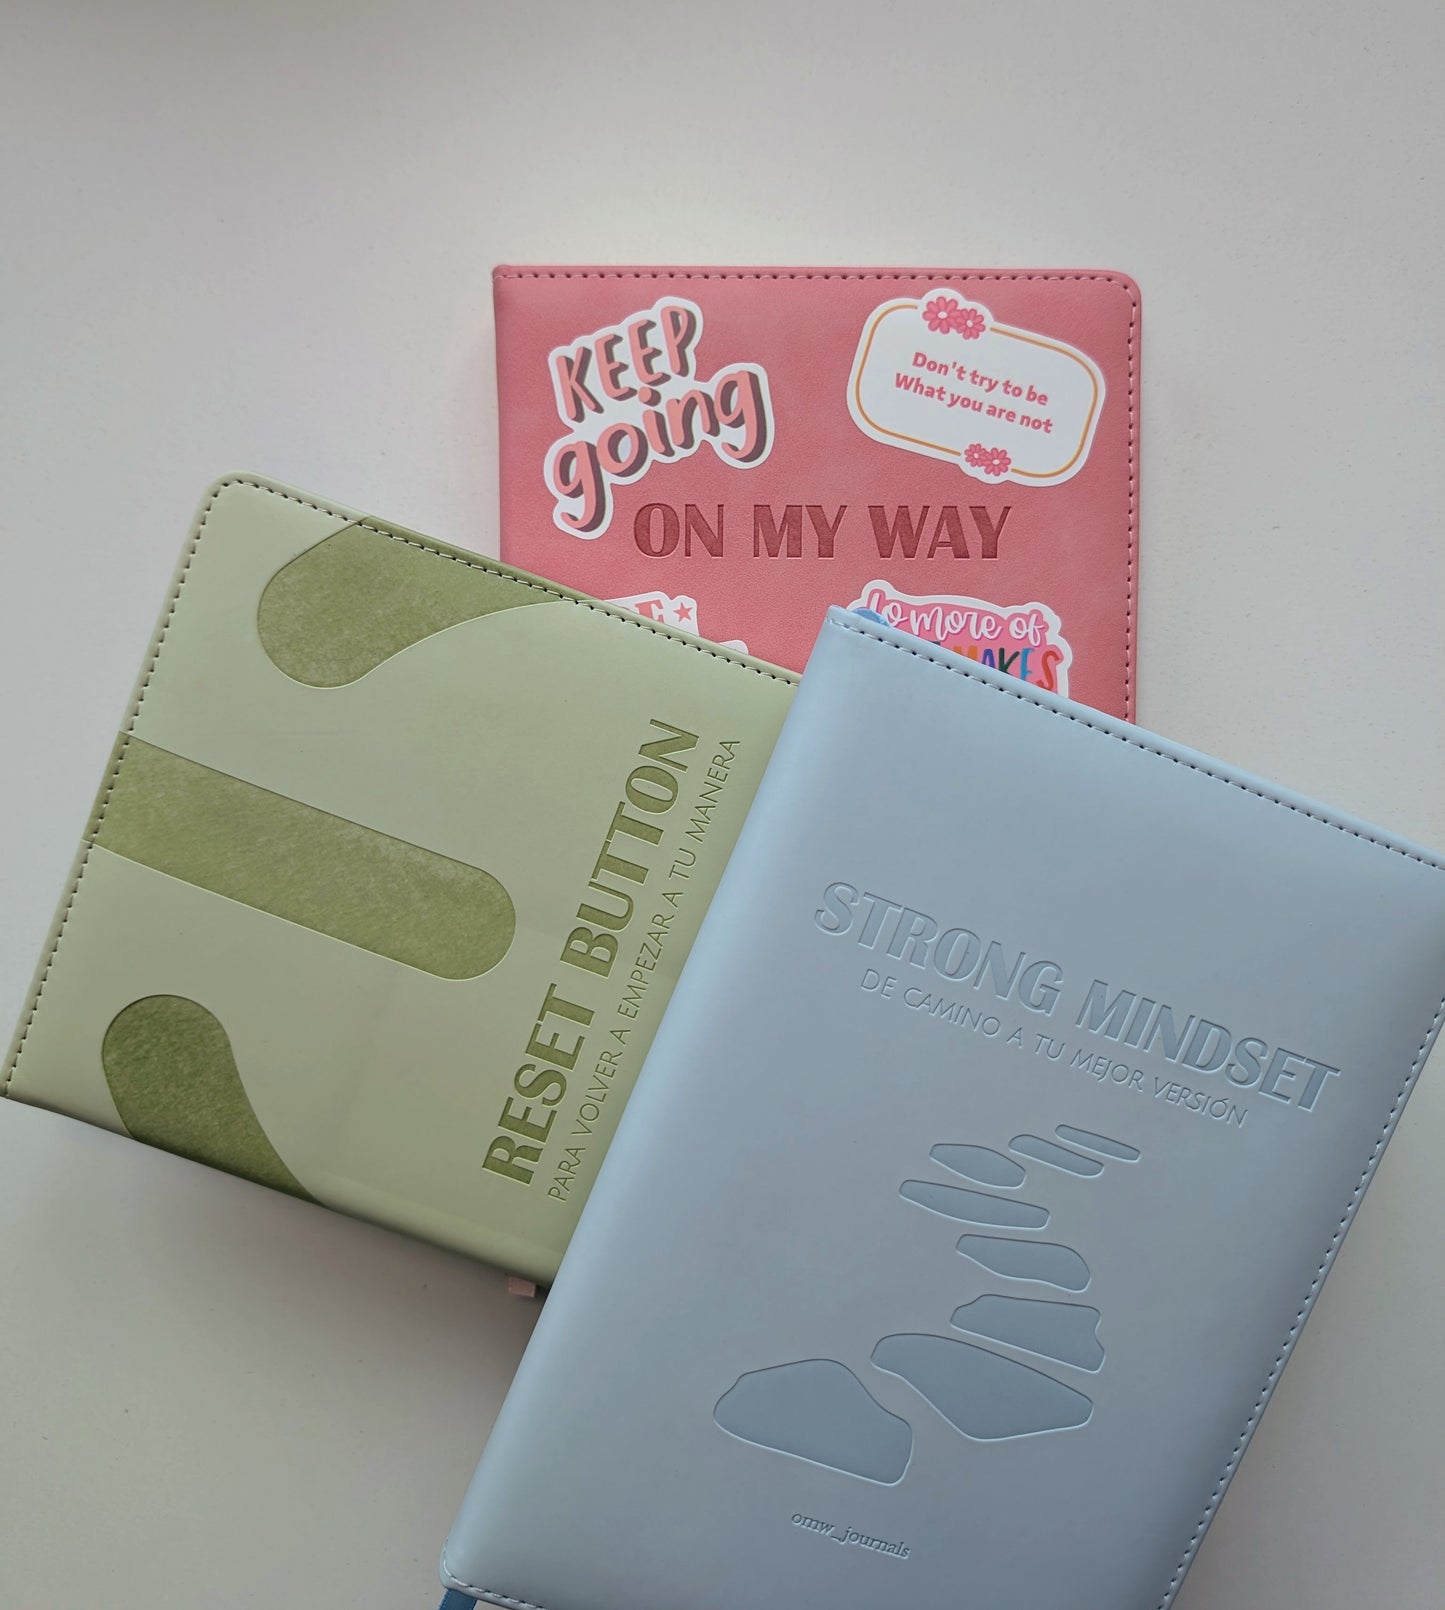 KEEP
going
Don't try to be
What you are not
ON MY WAY
more of
RESET BUTTON
PARA VOLVER A EMPEZAR A TU MANERA
STRONG MINDSET
DE CAMINO A TU MEJOR VERSIÓN
omw_journals